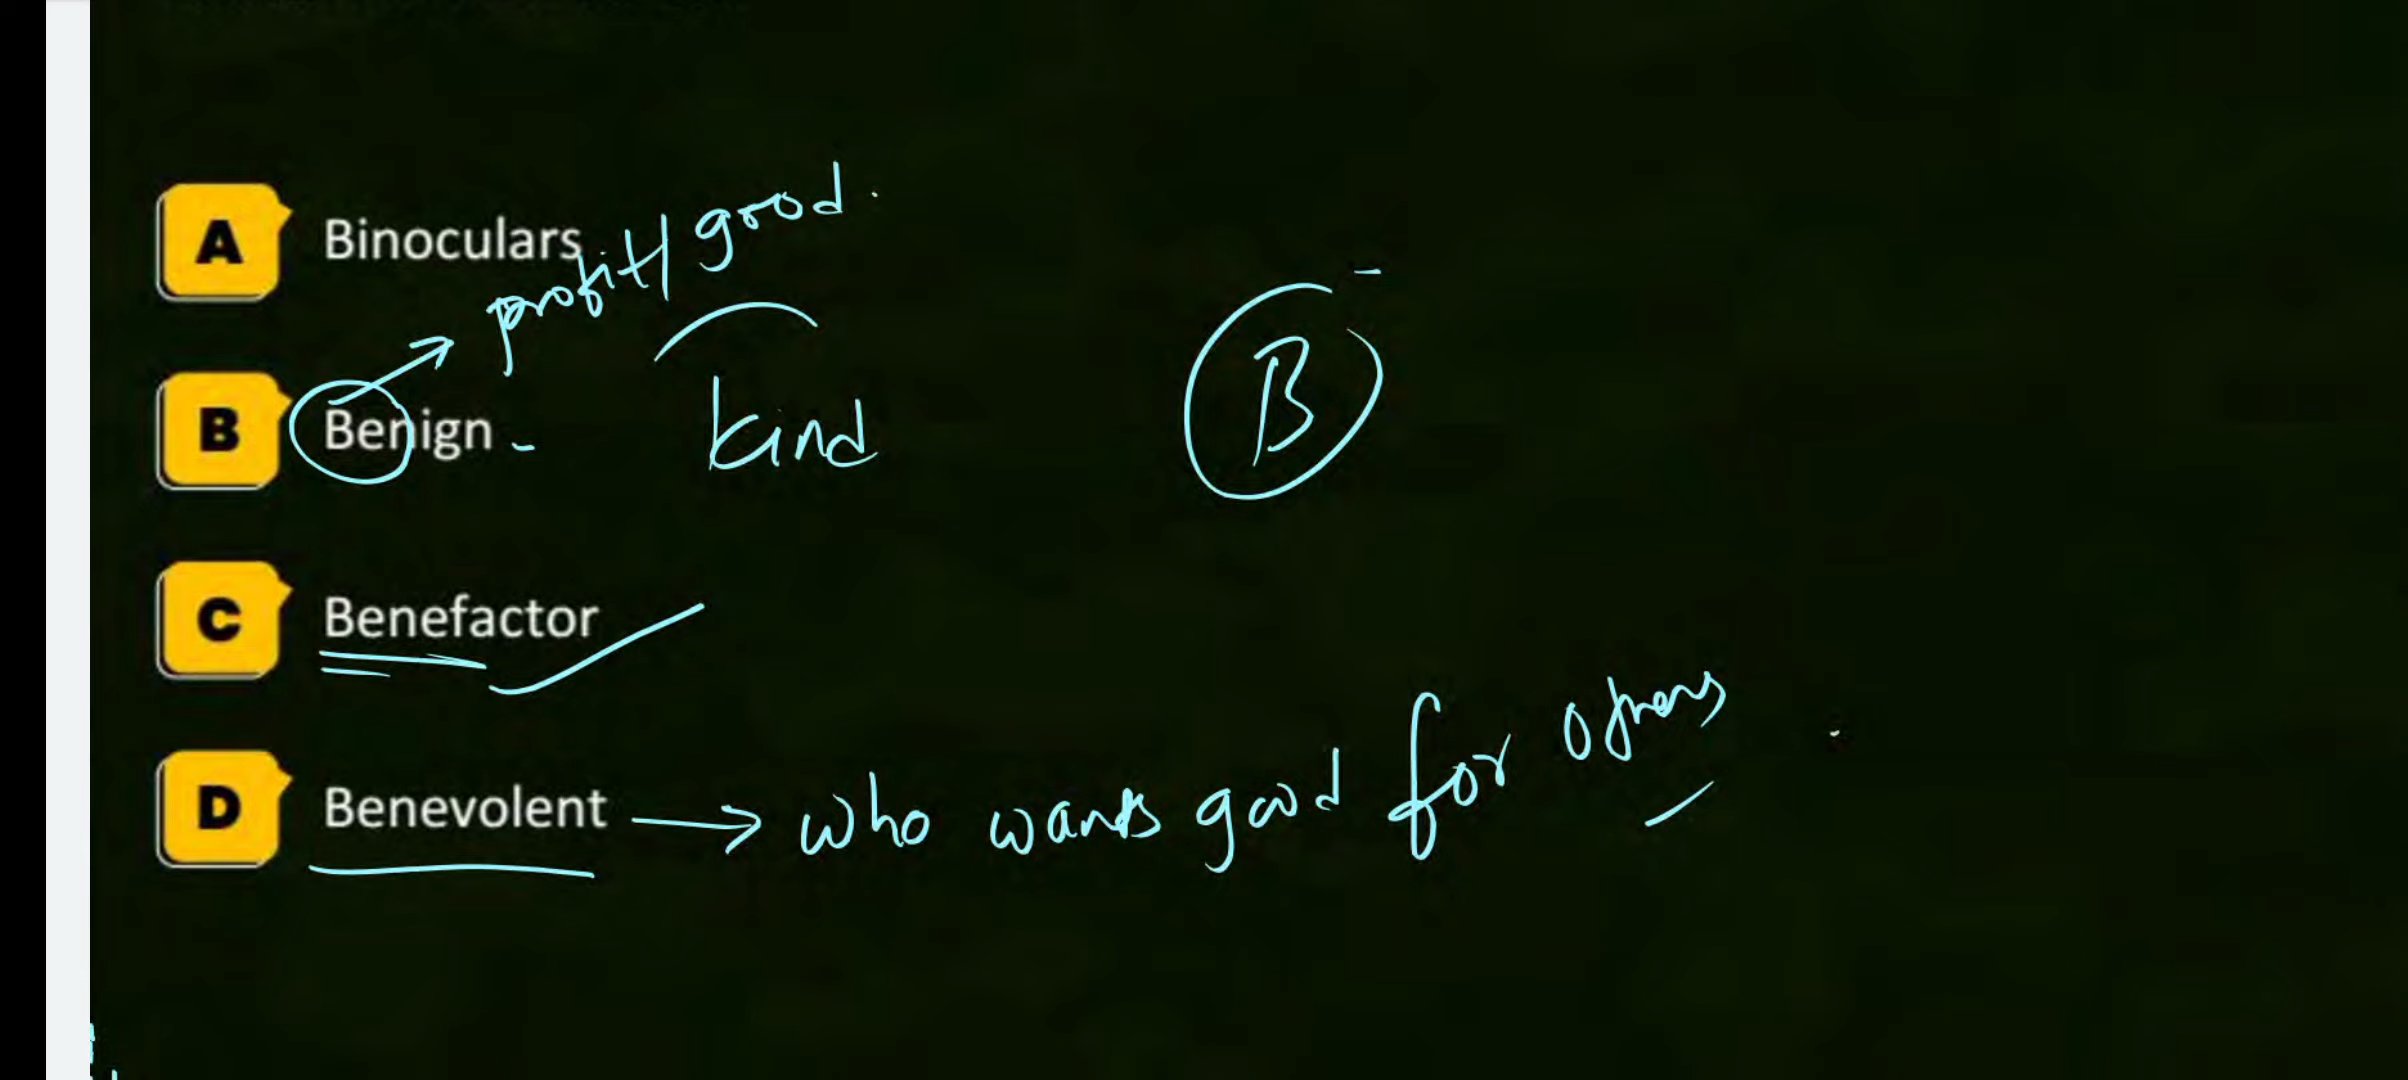 A Binoculars
profit/good.
B Benign - kind
B
C Benefactor
D Benevolent → who wants good for others